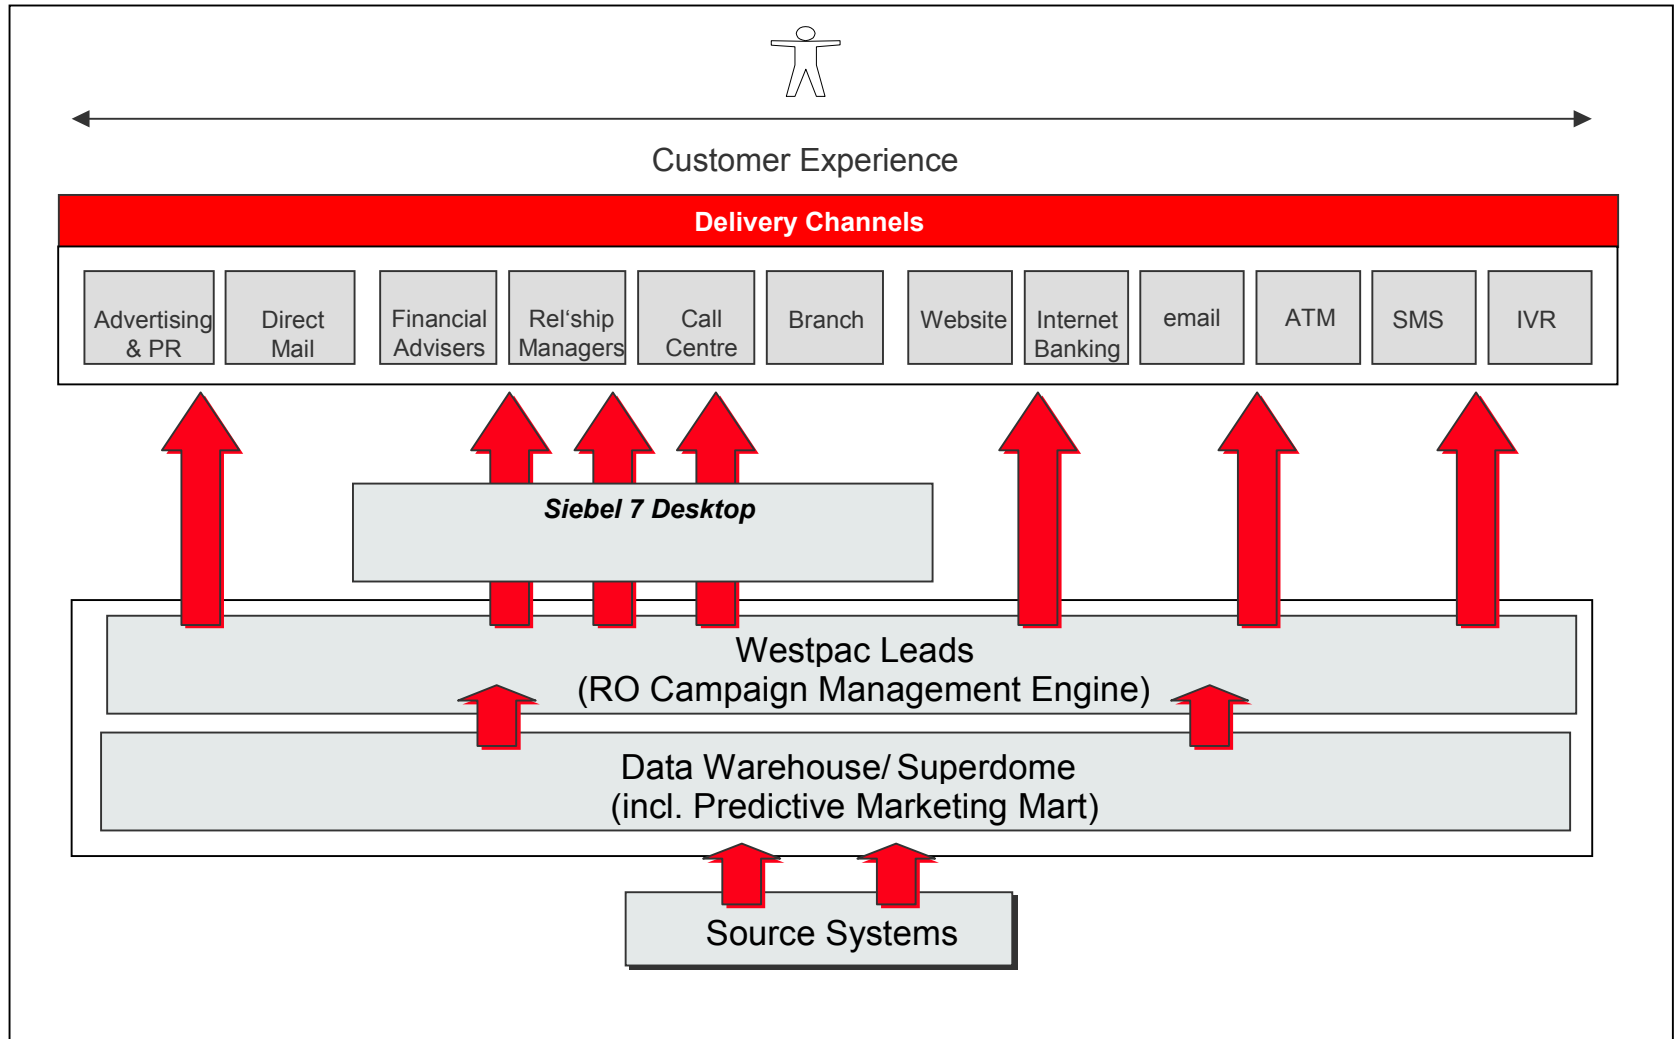 Customer Experience
Delivery Channels
Advertising
& PR
Direct
Mail
Financial
Advisers
Rel‘ship
Managers
Call
Centre
Branch
Website
Internet
Banking
email
ATM
SMS
IVR
Siebel 7 Desktop
Westpac Leads
(RO Campaign Management Engine)
Data Warehouse/ Superdome
(incl. Predictive Marketing Mart)
Source Systems